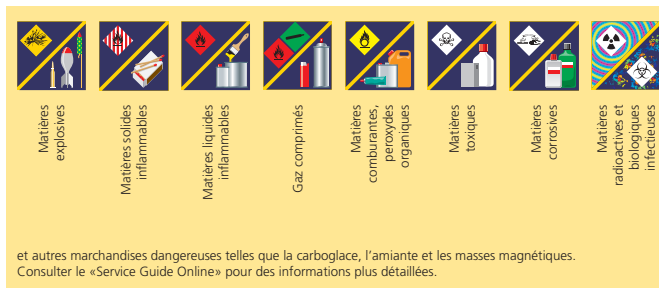 Matières
explosives
Matières solides
inflammables
Matières liquides
inflammables
Gaz comprimés
Matières
comburantes,
peroxydes
organiques
Matières
toxiques
Matières
corrosives
Matières
radioactives et
biologiques
infectieuses
et autres marchandises dangereuses telles que la carboglace, l’amiante et les masses magnétiques.
Consulter le «Service Guide Online» pour des informations plus détaillées.